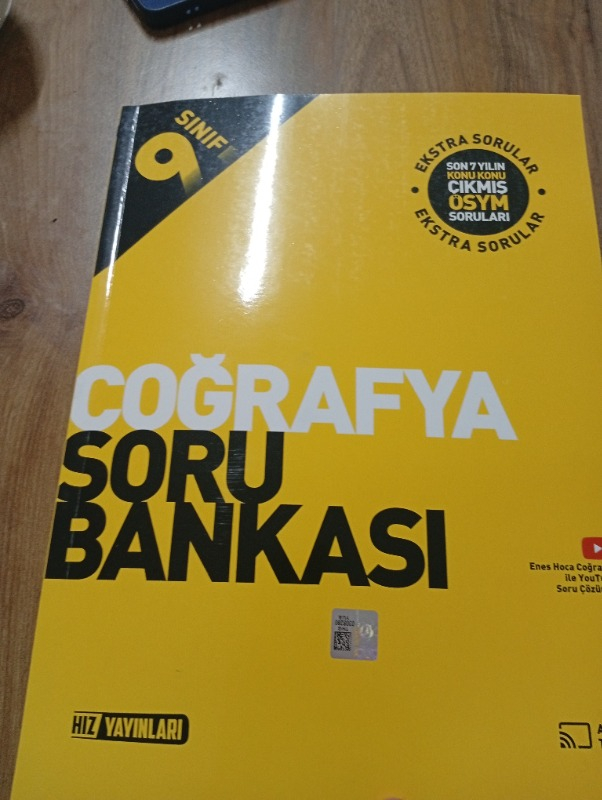 9
SINIF
EKSTRA SORULAR
SON 7 YILIN
KONU KONU
ÇIKMIŞ
ÖSYM
SORULARI
EKSTRA SORULAR
COĞRAFYA
SORU
BANKASI
Enes Hoca Coğra
ile YouTu
Soru Çözü
HIZ YAYINLARI